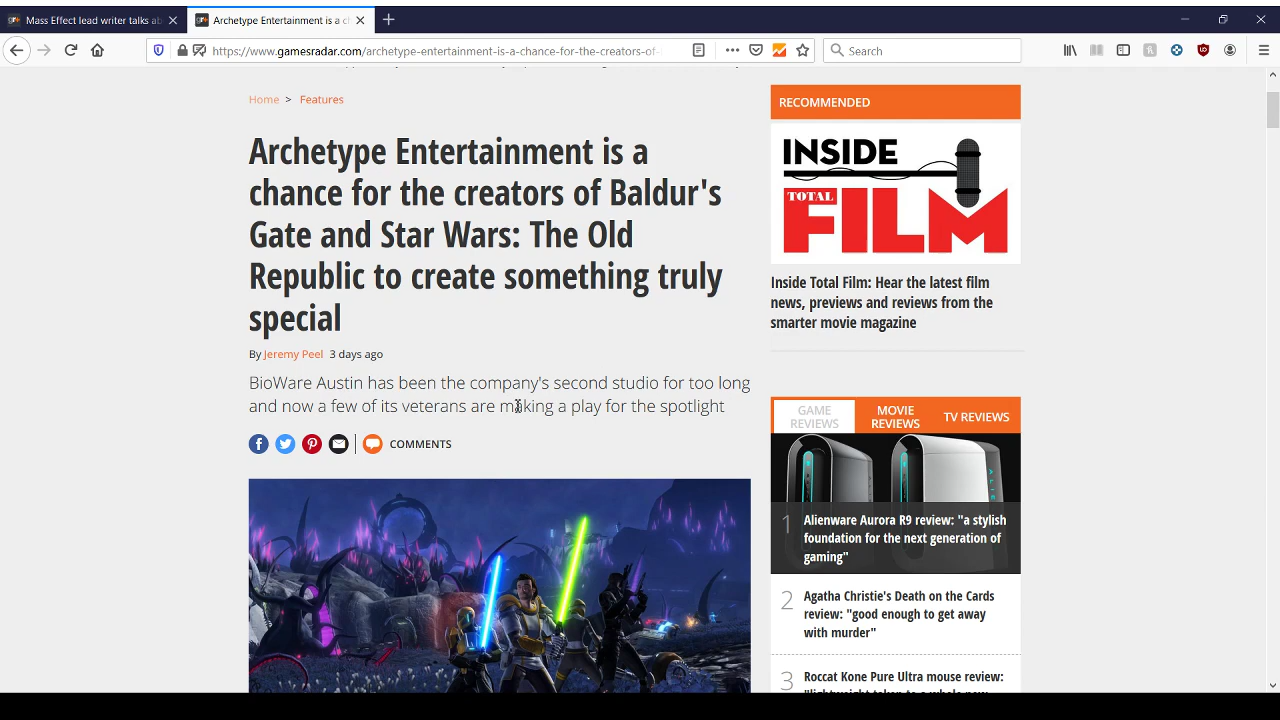 Mass Effect lead writer talks ab
Archetype Entertainment is a c
https://www.gamesradar.com/archetype-entertainment-is-a-chance-for-the-creators-of-
Search
Home > Features
Archetype Entertainment is a
chance for the creators of Baldur's
Gate and Star Wars: The Old
Republic to create something truly
special
By Jeremy Peel 3 days ago
BioWare Austin has been the company's second studio for too long
and now a few of its veterans are making a play for the spotlight
COMMENTS
RECOMMENDED
INSIDE
TOTAL
FILM
Inside Total Film: Hear the latest film
news, previews and reviews from the
smarter movie magazine
GAME
REVIEWS
MOVIE
REVIEWS
TV REVIEWS
1
Alienware Aurora R9 review: "a stylish
foundation for the next generation of
gaming"
2
Agatha Christie's Death on the Cards
review: "good enough to get away
with murder"
3
Roccat Kone Pure Ultra mouse review: